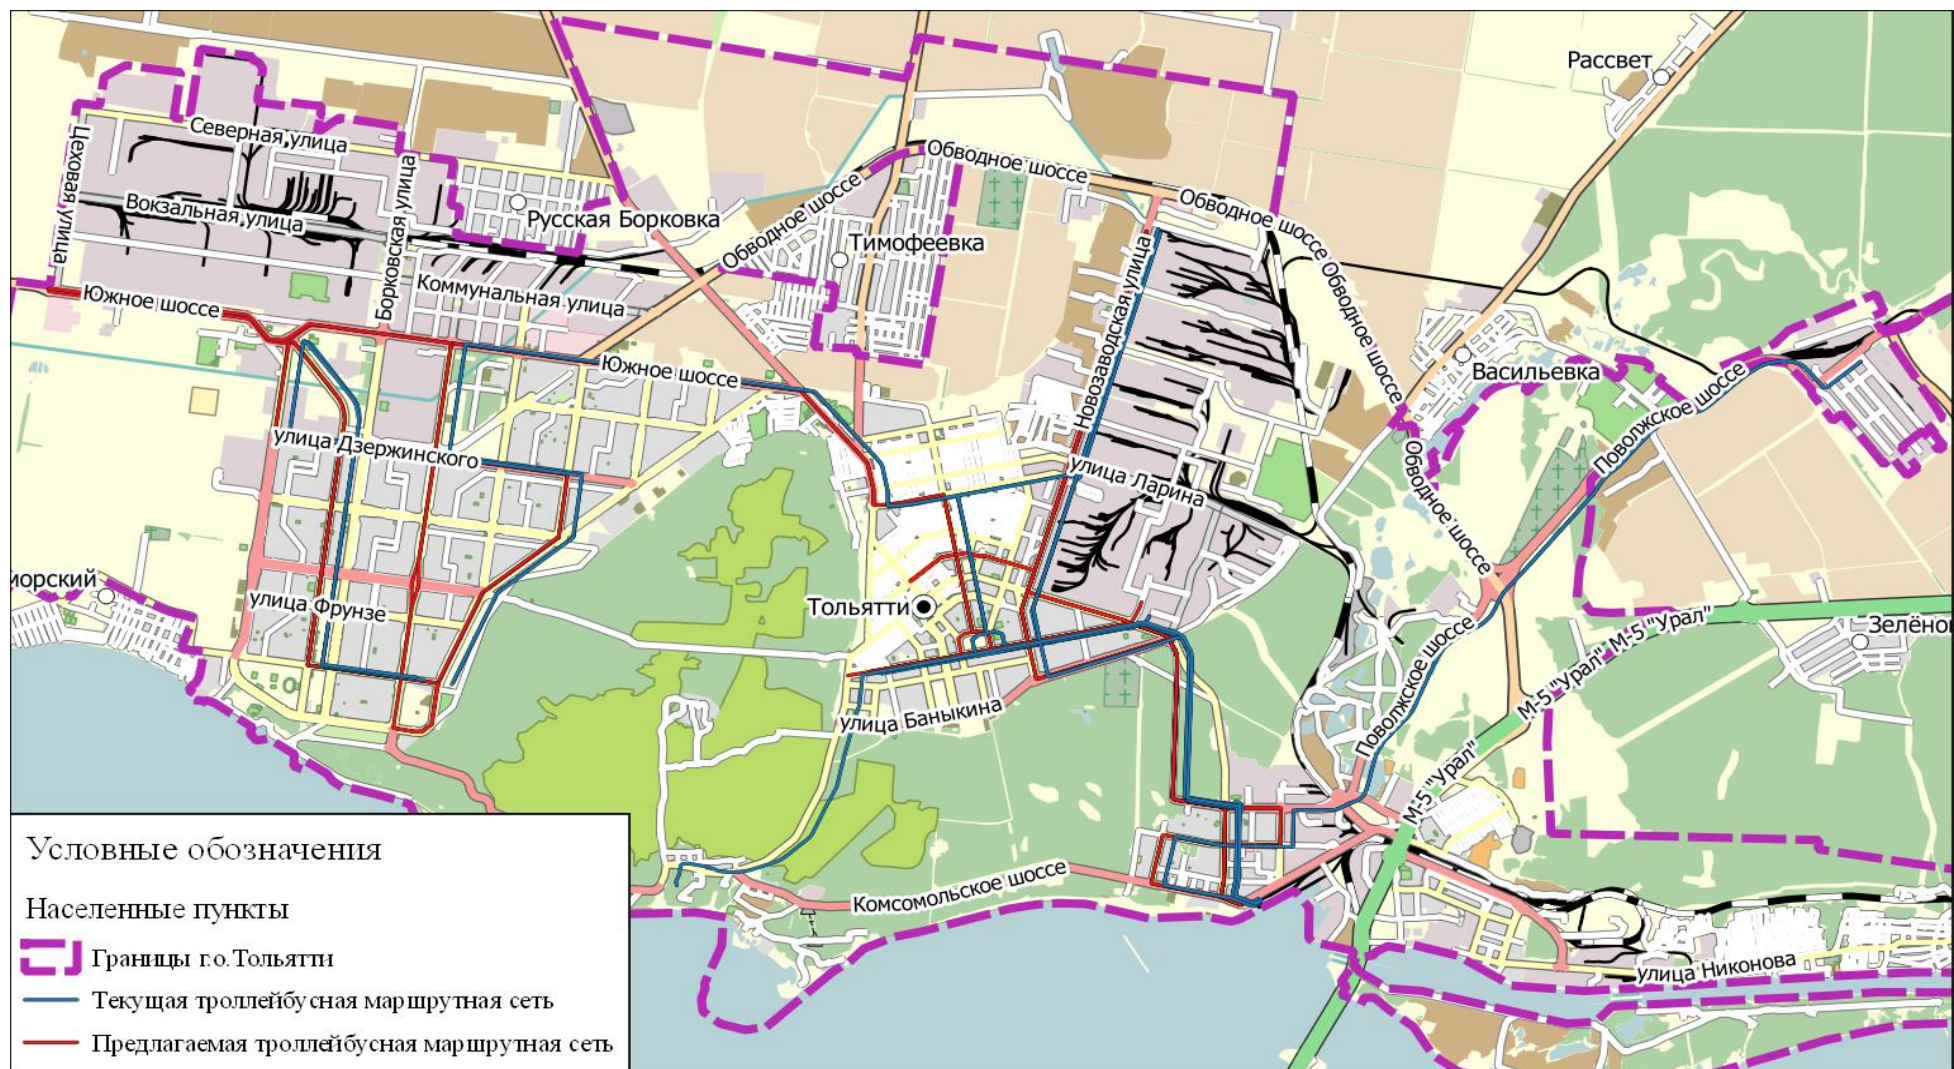 Рассвет
Северная улица
Цеховая улица
Обводное шоссе
Вокзальная улица
Борковская улица
Русская Борковка
Обводное шоссе
Обводное шоссе
Тимофеевка
Обводное шоссе
Новозаводская улица
Южное шоссе
Коммунальная улица
Обводное шоссе
Южное шоссе
Васильевка
Поволжское шоссе
улица Дзержинского
улица Ларина
Обводное шоссе
морский
улица Фрунзе
Тольятти
М-5 "Урал"
Зелёно
Поволжское шоссе
М-5 "Урал"
улица Баныкина
М-5 "Урал"
Комсомольское шоссе
улица Никонова
Условные обозначения
Населенные пункты
Границы г.о.Тольятти
Текущая троллейбусная маршрутная сеть
Предлагаемая троллейбусная маршрутная сеть